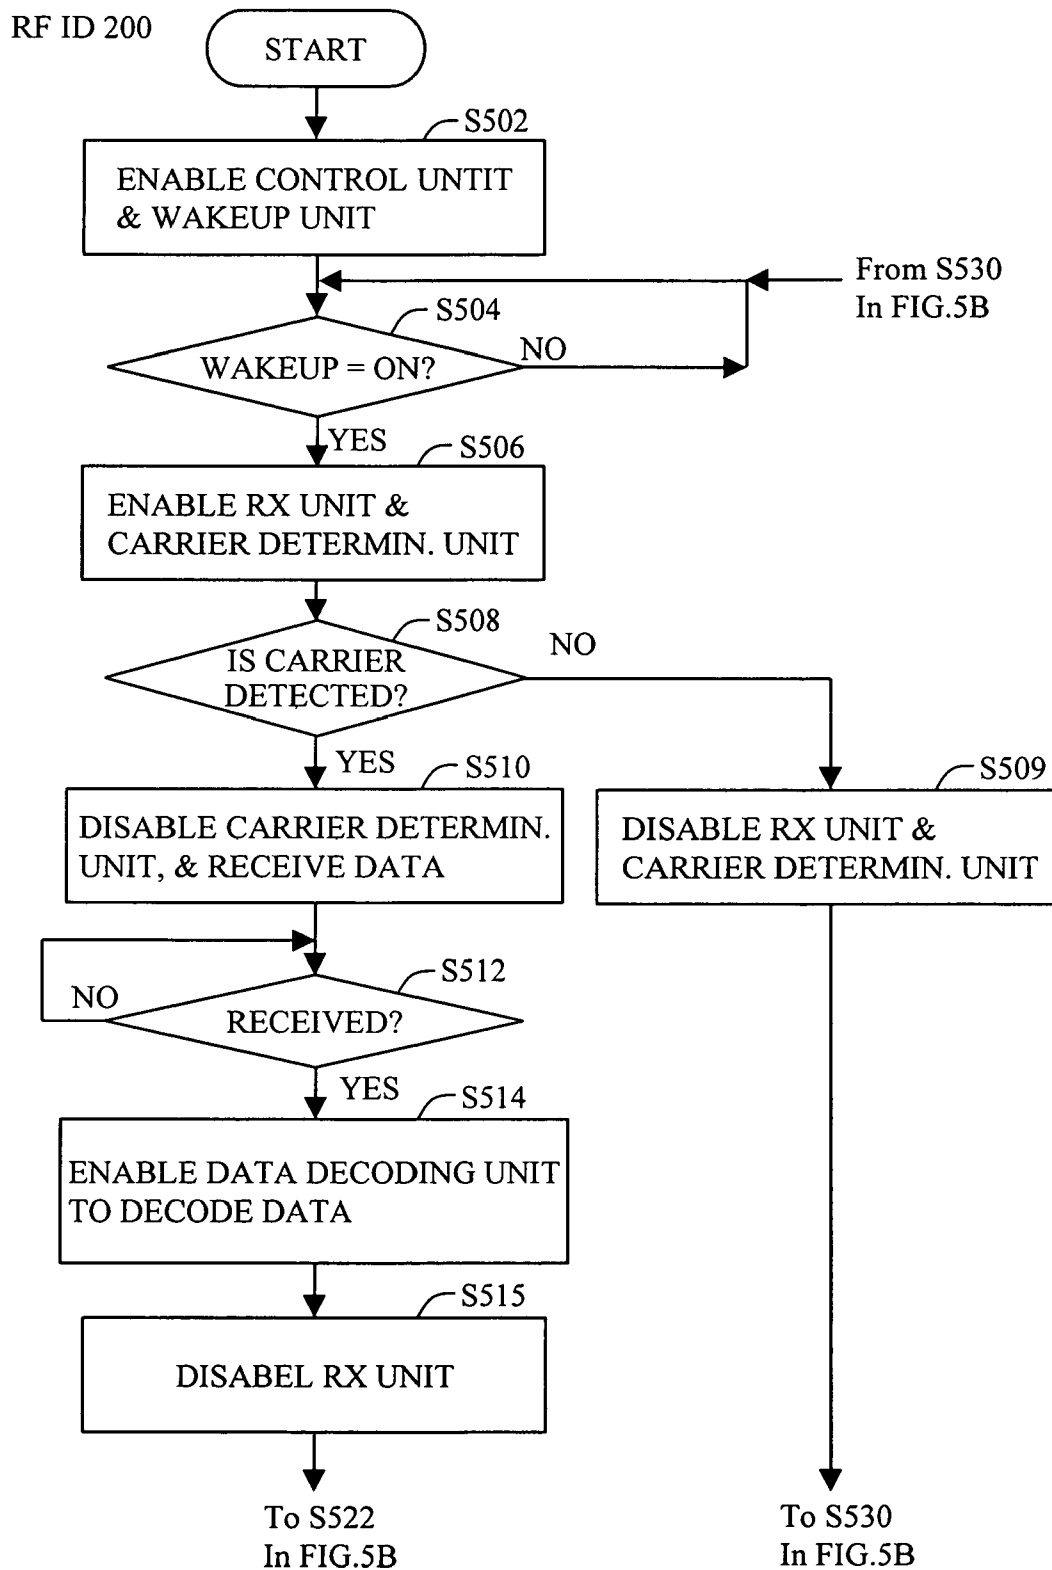 RF ID 200
START
S502
ENABLE CONTROL UNTIT
& WAKEUP UNIT
From S530
In FIG.5B
S504
WAKEUP = ON?
NO
YES
S506
ENABLE RX UNIT &
CARRIER DETERMIN. UNIT
S508
IS CARRIER
DETECTED?
NO
YES
S510
DISABLE CARRIER DETERMIN.
UNIT, & RECEIVE DATA
S509
DISABLE RX UNIT &
CARRIER DETERMIN. UNIT
S512
NO
RECEIVED?
YES
S514
ENABLE DATA DECODING UNIT
TO DECODE DATA
S515
DISABEL RX UNIT
To S522
In FIG.5B
To S530
In FIG.5B